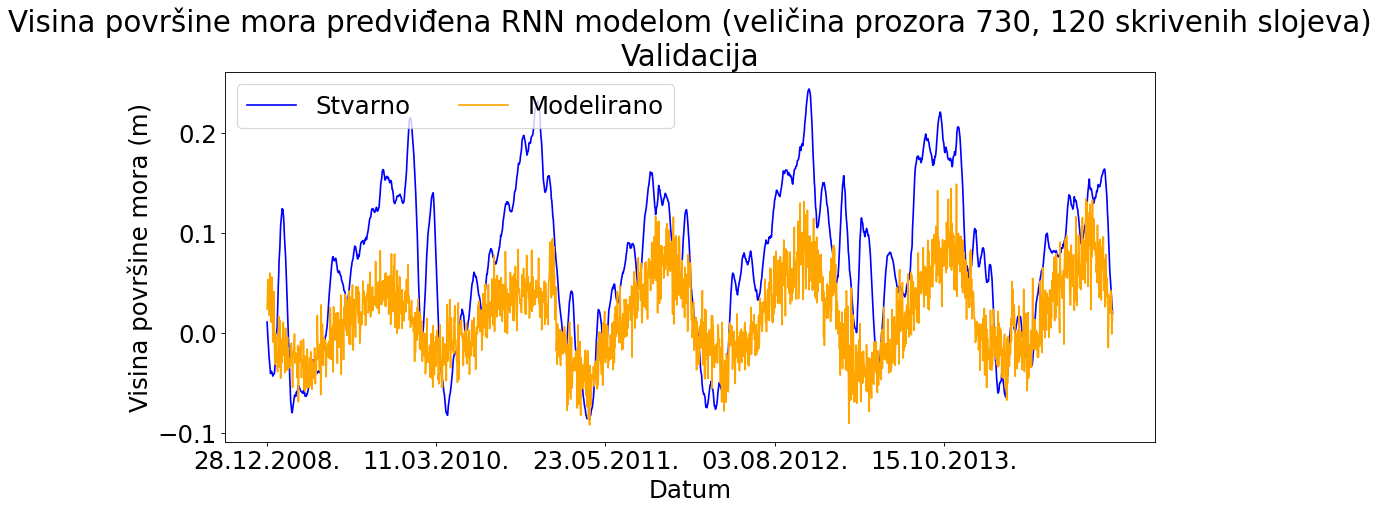 Visina površine mora predviđena RNN modelom (veličina prozora 730, 120 skrivenih slojeva)
Validacija
Stvarno Modelirano
Visina površine mora (m)
0.2
0.1
0.0
−0.1
28.12.2008. 11.03.2010. 23.05.2011. 03.08.2012. 15.10.2013.
Datum